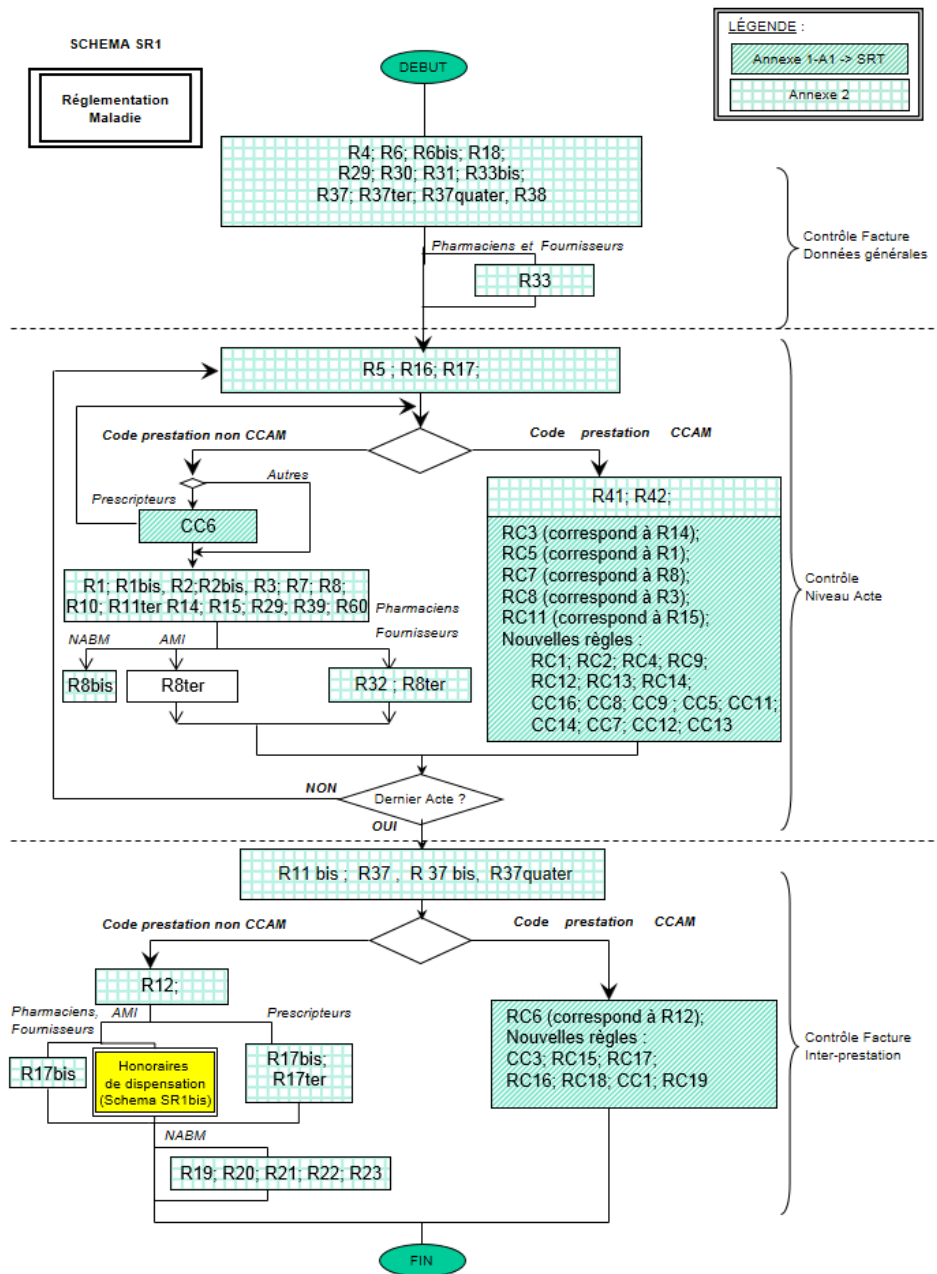 SCHEMA SR1
Réglementation
Maladie
DEBUT
LÉGENDE :
Annexe 1-A1 -> SRT
Annexe 2
R4; R6; R6bis; R18;
R29; R30; R31; R33bis;
R37; R37ter; R37quater, R38
Pharmaciens et Fournisseurs
R33
Contrôle Facture
Données générales
R5 ; R16; R17;
Code prestation non CCAM
Code prestation CCAM
Autres
Prescripteurs
CC6
R1; R1bis, R2;R2bis, R3; R7; R8;
R10; R11ter R14; R15; R29; R39; R60
Pharmaciens
Fournisseurs
NABM
AMI
R8bis
R8ter
R32 ; R8ter
R41; R42;
RC3 (correspond à R14);
RC5 (correspond à R1);
RC7 (correspond à R8);
RC8 (correspond à R3);
RC11 (correspond à R15);
Nouvelles règles :
RC1; RC2; RC4; RC9;
RC12; RC13; RC14;
CC16; CC8; CC9 ; CC5; CC11;
CC14; CC7; CC12; CC13
Contrôle
Niveau Acte
NON
Dernier Acte ?
OUI
R11 bis ; R37 , R 37 bis, R37quater
Code prestation non CCAM
Code prestation CCAM
R12;
Pharmaciens,
Fournisseurs
AMI
Prescripteurs
R17bis
Honoraires
de dispensation
(Schema SR1bis)
R17bis;
R17ter
NABM
R19; R20; R21; R22; R23
RC6 (correspond à R12);
Nouvelles règles :
CC3; RC15; RC17;
RC16; RC18; CC1; RC19
Contrôle Facture
Inter-prestation
FIN